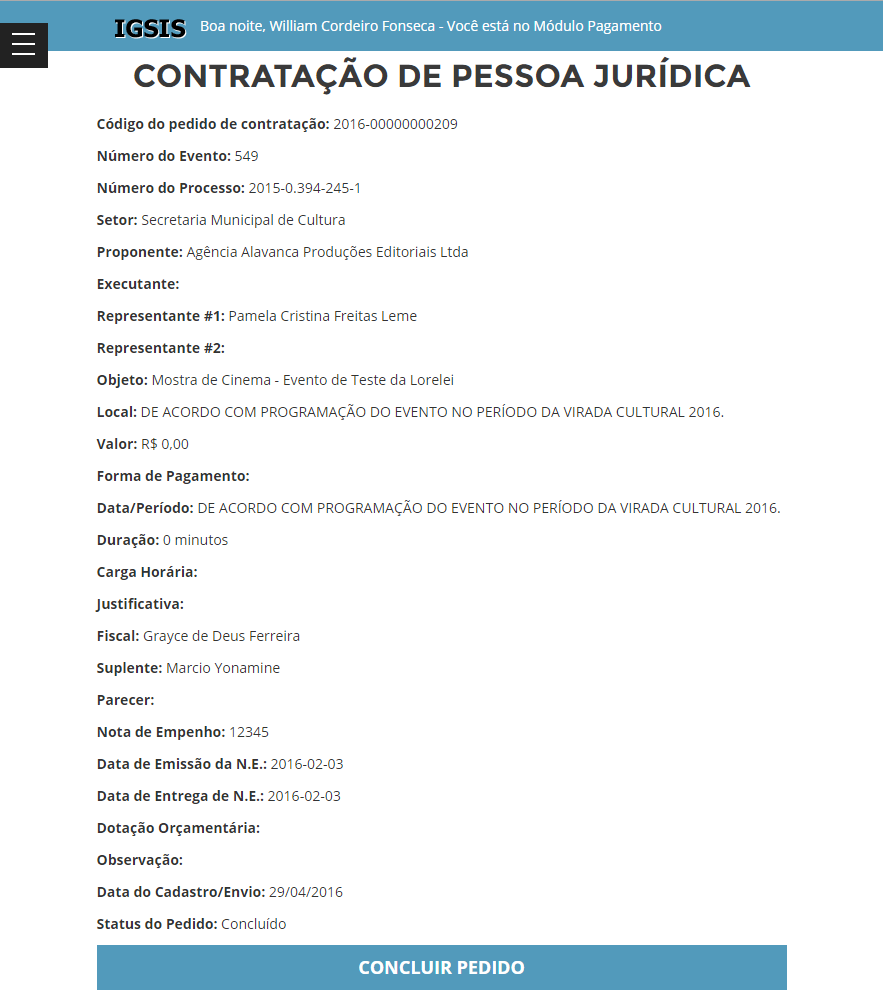 IGSIS Boa noite, William Cordeiro Fonseca - Você está no Módulo Pagamento
CONTRATAÇÃO DE PESSOA JURÍDICA
Código do pedido de contratação: 2016-00000000209
Número do Evento: 549
Número do Processo: 2015-0.394-245-1
Setor: Secretaria Municipal de Cultura
Proponente: Agência Alavanca Produções Editoriais Ltda
Executante:
Representante #1: Pamela Cristina Freitas Leme
Representante #2:
Objeto: Mostra de Cinema - Evento de Teste da Lorelei
Local: DE ACORDO COM PROGRAMAÇÃO DO EVENTO NO PERÍODO DA VIRADA CULTURAL 2016.
Valor: R$ 0,00
Forma de Pagamento:
Data/Período: DE ACORDO COM PROGRAMAÇÃO DO EVENTO NO PERÍODO DA VIRADA CULTURAL 2016.
Duração: 0 minutos
Carga Horária:
Justificativa:
Fiscal: Grayce de Deus Ferreira
Suplente: Marcio Yonamine
Parecer:
Nota de Empenho: 12345
Data de Emissão da N.E.: 2016-02-03
Data de Entrega de N.E.: 2016-02-03
Dotação Orçamentária:
Observação:
Data do Cadastro/Envio: 29/04/2016
Status do Pedido: Concluído
CONCLUIR PEDIDO